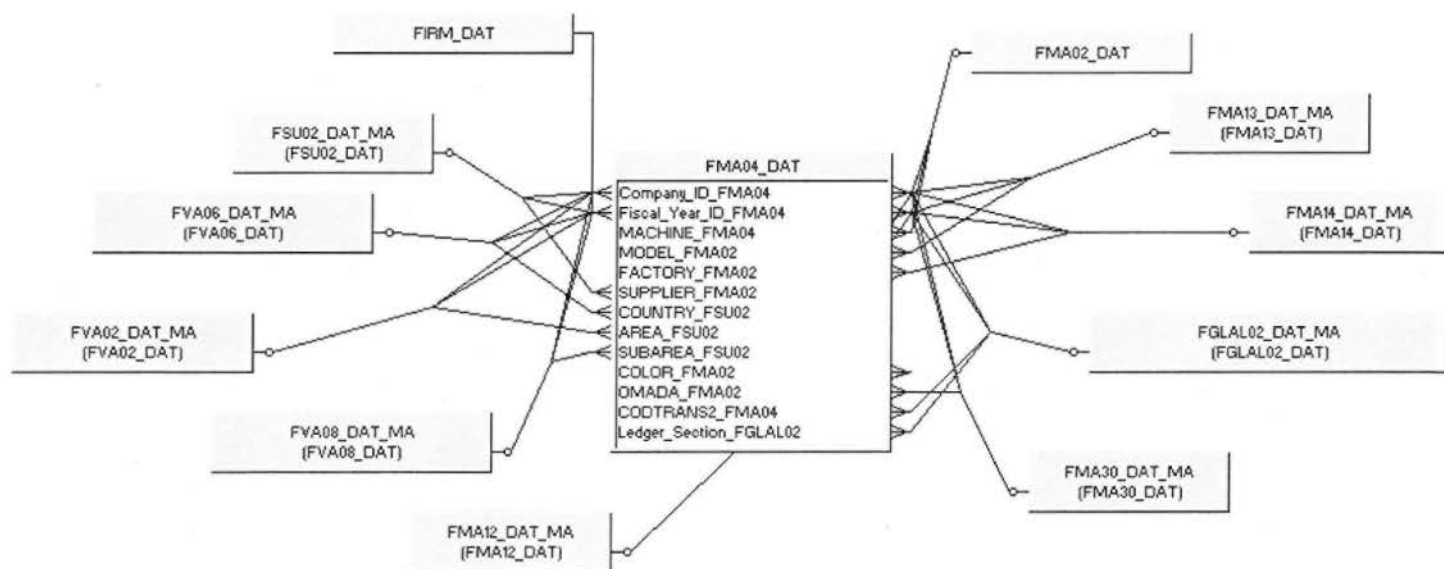 FIRM_DAT
FMA02_DAT
FSU02_DAT_MA
(FSU02_DAT)
FMA13_DAT_MA
(FMA13_DAT)
FVA06_DAT_MA
(FVA06_DAT)
FMA14_DAT_MA
(FMA14_DAT)
FMA04_DAT
Company_ID_FMA04
Fiscal_Year_ID_FMA04
MACHINE_FMA04
MODEL_FMA02
FACTORY_FMA02
SUPPLIER_FMA02
COUNTRY_FSU02
AREA_FSU02
SUBAREA_FSU02
COLOR_FMA02
OMADA_FMA02
CODTRANS2_FMA04
Ledger_Section_FGLAL02
FVA02_DAT_MA
(FVA02_DAT)
FGLAL02_DAT_MA
(FGLAL02_DAT)
FVA08_DAT_MA
(FVA08_DAT)
FMA30_DAT_MA
(FMA30_DAT)
FMA12_DAT_MA
(FMA12_DAT)